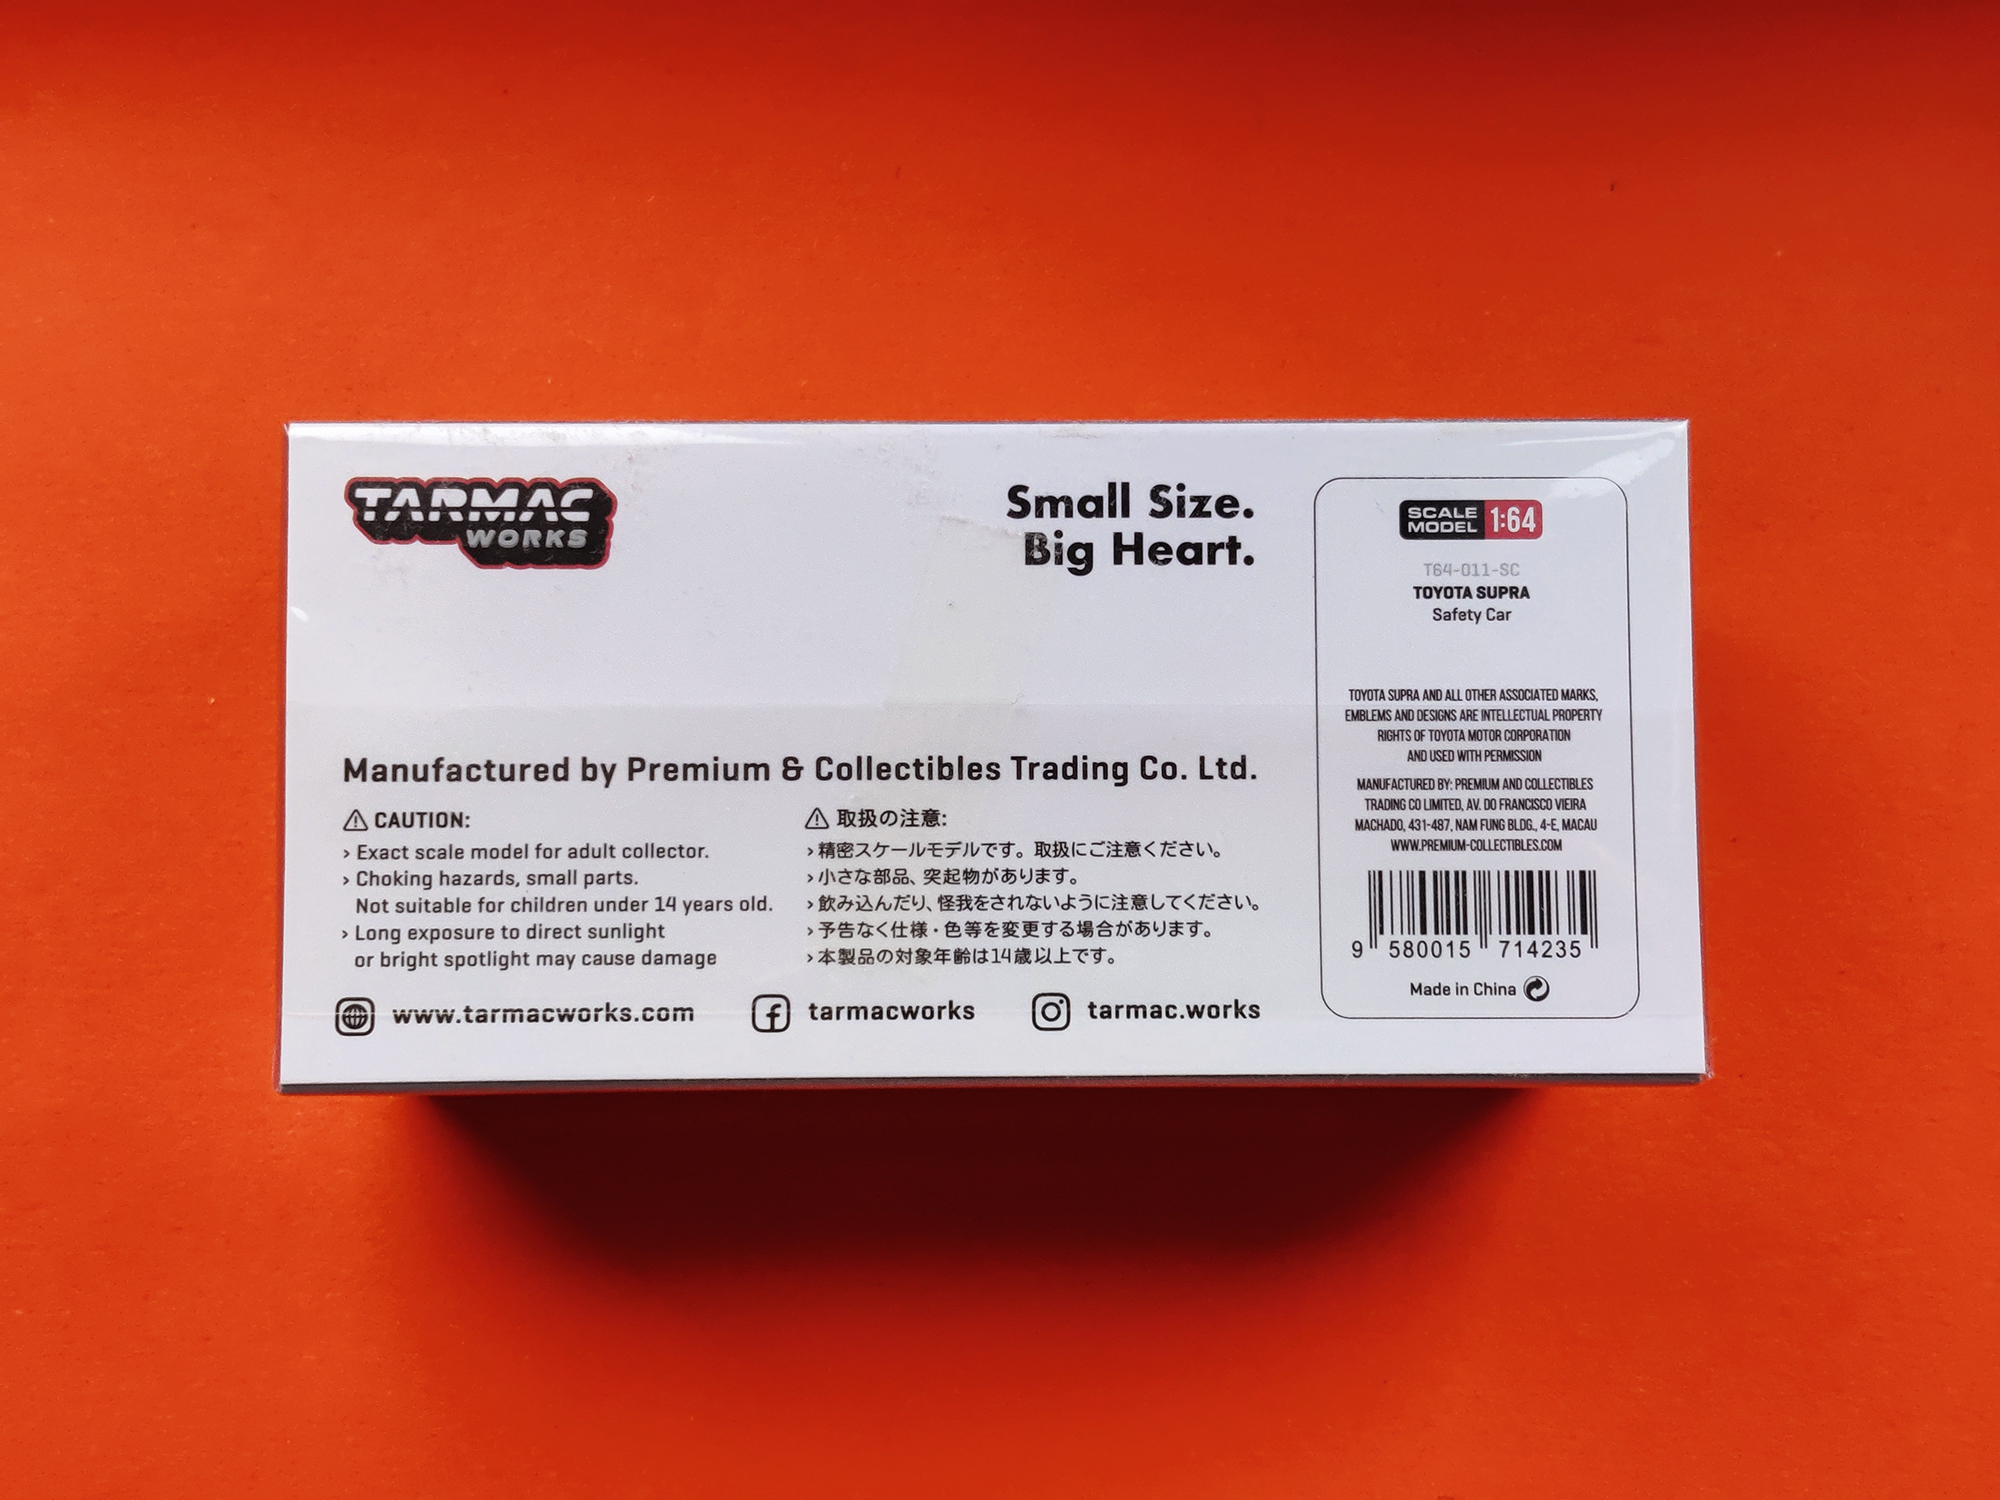 TARMAC
WORKS
Small Size.
Big Heart.
Manufactured by Premium & Collectibles Trading Co. Ltd.
⚠ CAUTION:
› Exact scale model for adult collector.
› Choking hazards, small parts.
Not suitable for children under 14 years old.
› Long exposure to direct sunlight
or bright spotlight may cause damage
⚠ 取扱の注意:
›精密スケールモデルです。取扱にご注意ください。
›小さな部品、突起物があります。
›飲み込んだり、怪我をされないように注意してください。
›予告なく仕様・色等を変更する場合があります。
›本製品の対象年齢は14歳以上です。
www.tarmacworks.com
tarmacworks
tarmac.works
SCALE
MODEL 1:64
T64-011-SC
TOYOTA SUPRA
Safety Car
TOYOTA SUPRA AND ALL OTHER ASSOCIATED MARKS,
EMBLEMS AND DESIGNS ARE INTELLECTUAL PROPERTY
RIGHTS OF TOYOTA MOTOR CORPORATION
AND USED WITH PERMISSION
MANUFACTURED BY: PREMIUM AND COLLECTIBLES
TRADING CO LIMITED, AV. DO FRANCISCO VIEIRA
MACHADO, 431-487, NAM FUNG BLDG., 4-E, MACAU
WWW.PREMIUM-COLLECTIBLES.COM
9 580015 714235
Made in China